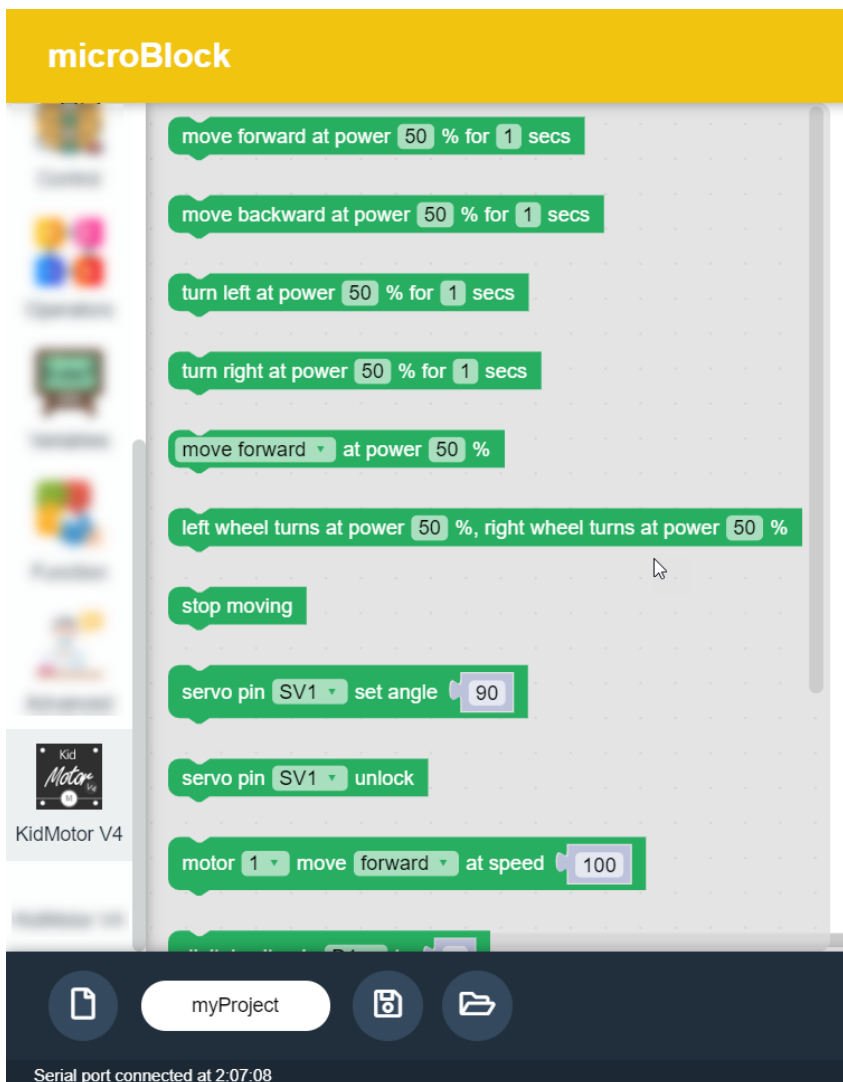 microBlock
move forward at power 50 % for 1 secs
move backward at power 50 % for 1 secs
turn left at power 50 % for 1 secs
turn right at power 50 % for 1 secs
move forward at power 50 %
left wheel turns at power 50 %, right wheel turns at power 50 %
stop moving
servo pin SV1 set angle 90
servo pin SV1 unlock
motor 1 move forward at speed 100
Kid
Motor
V4
M
KidMotor V4
myProject
Serial port connected at 2:07:08